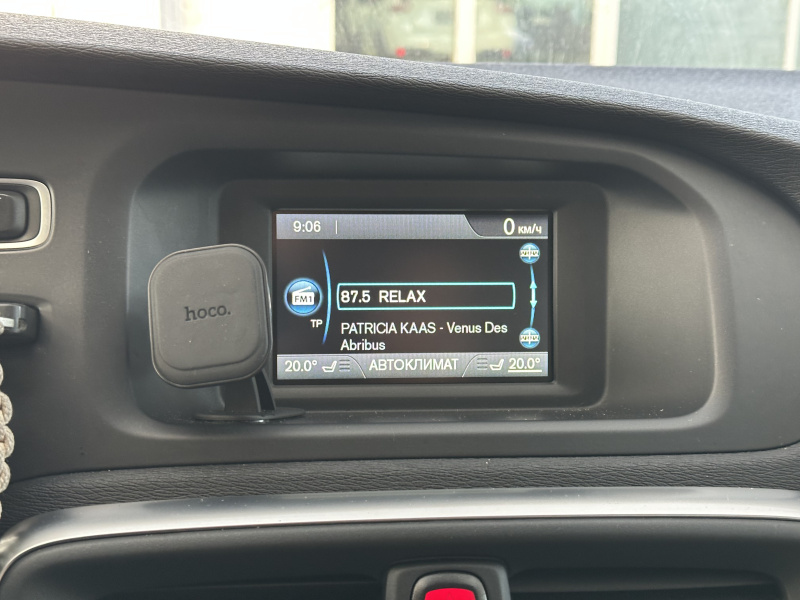 9:06
0 км/ч
FM1
87.5 RELAX
TP
PATRICIA KAAS - Venus Des
Abribus
20.0° АВТОКЛИМАТ 20.0°
hoco.